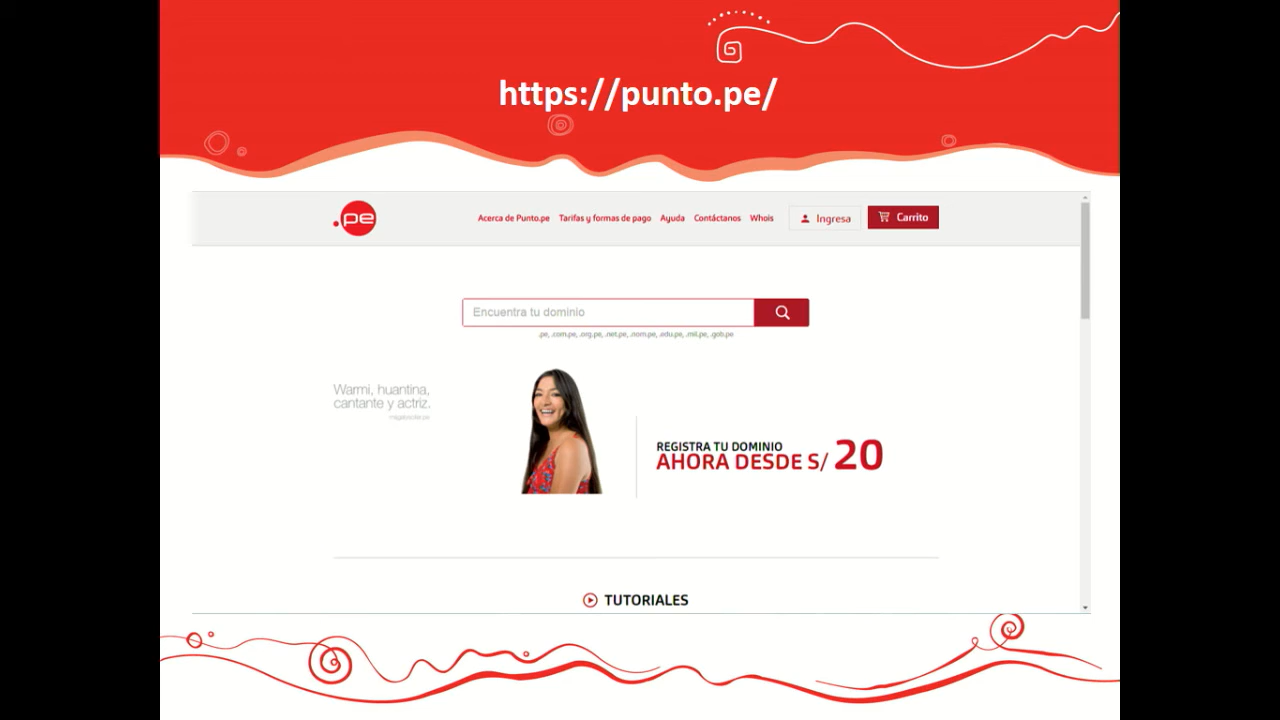 https://punto.pe/
.pe
Acerca de Punto.pe Tarifas y formas de pago Ayuda Contáctanos Whois Ingresa Carrito
Encuentra tu dominio
.pe, .com.pe, .org.pe, .net.pe, .nom.pe, .edu.pe, .mil.pe, .gob.pe
Warmi, huantina,
cantante y actriz.
REGISTRA TU DOMINIO
AHORA DESDE S/ 20
TUTORIALES